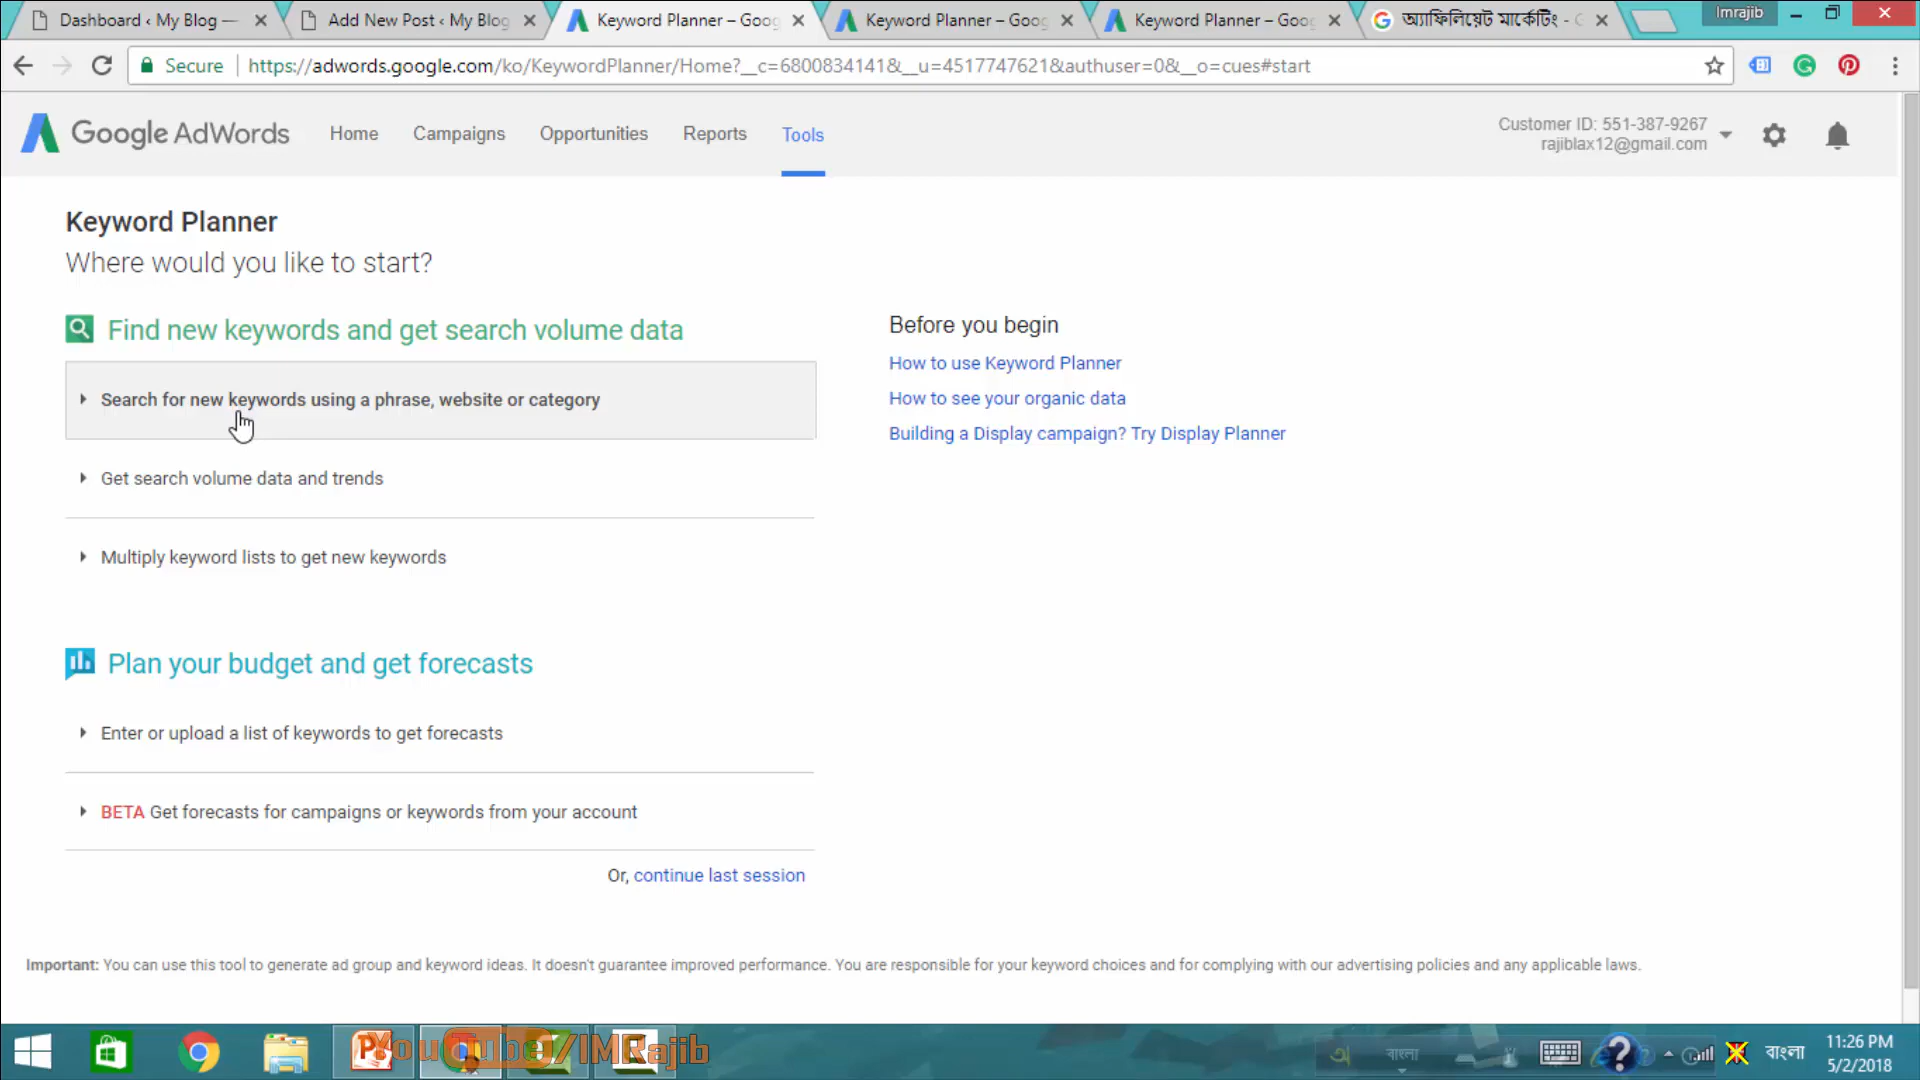 Dashboard ‹ My Blog —
Add New Post ‹ My Blog
Keyword Planner – Goog
Keyword Planner – Goog
Keyword Planner – Goog
অ্যাফিলিয়েট মার্কেটিং - G
Imrajib
Secure
https://adwords.google.com/ko/KeywordPlanner/Home?__c=6800834141&__u=4517747621&authuser=0&__o=cues#start
Google AdWords
Home
Campaigns
Opportunities
Reports
Tools
Customer ID: 551-387-9267
rajiblax12@gmail.com
Keyword Planner
Where would you like to start?
Find new keywords and get search volume data
Search for new keywords using a phrase, website or category
Get search volume data and trends
Multiply keyword lists to get new keywords
Before you begin
How to use Keyword Planner
How to see your organic data
Building a Display campaign? Try Display Planner
Plan your budget and get forecasts
Enter or upload a list of keywords to get forecasts
BETA Get forecasts for campaigns or keywords from your account
Or, continue last session
Important: You can use this tool to generate ad group and keyword ideas. It doesn't guarantee improved performance. You are responsible for your keyword choices and for complying with our advertising policies and any applicable laws.
YouTube/IMRajib
বাংলা
বাংলা
11:26 PM
5/2/2018